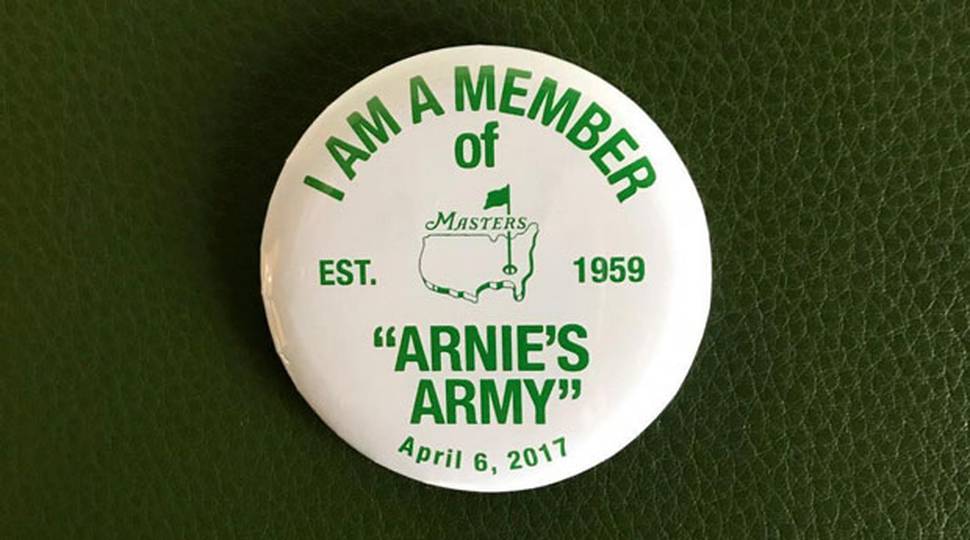 I AM A MEMBER
of
MASTERS
EST. 1959
“ARNIE’S
ARMY”
April 6, 2017